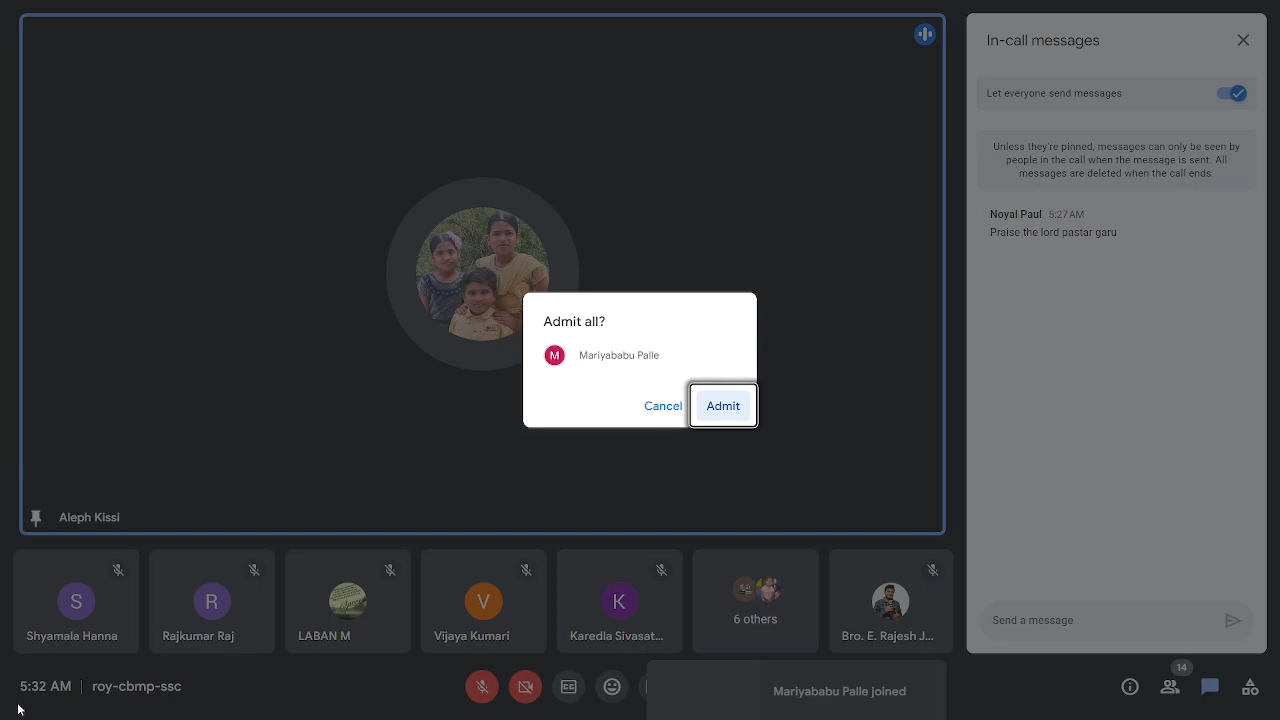 In-call messages
Let everyone send messages
Unless they're pinned, messages can only be seen by
people in the call when the message is sent. All
messages are deleted when the call ends.
Noyal Paul 5:27 AM
Praise the lord pastar garu
Admit all?
M Mariyababu Palle
Cancel Admit
Aleph Kissi
S
Shyamala Hanna
R
Rajkumar Raj
LABAN M
V
Vijaya Kumari
K
Karedla Sivasat...
6 others
Bro. E. Rajesh J...
Send a message
5:32 AM roy-cbmp-ssc
Mariyababu Palle joined
14